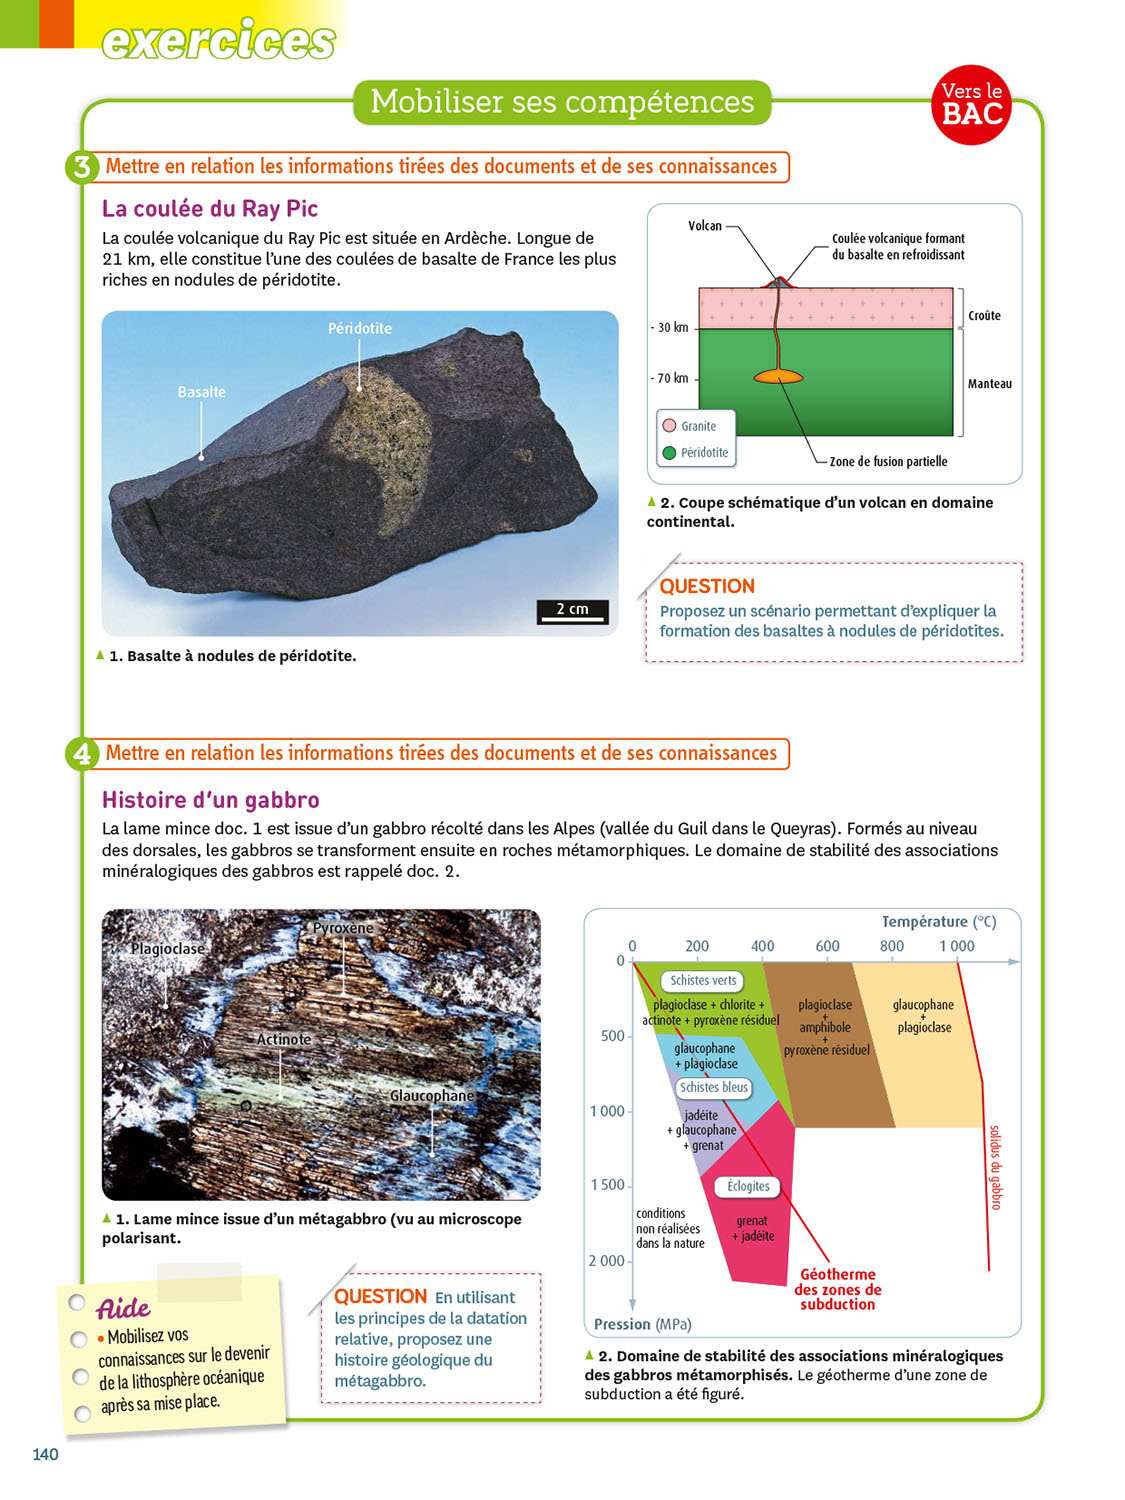 exercices
Mobiliser ses compétences
Vers le
BAC
3 Mettre en relation les informations tirées des documents et de ses connaissances
La coulée du Ray Pic
La coulée volcanique du Ray Pic est située en Ardèche. Longue de
21 km, elle constitue l'une des coulées de basalte de France les plus
riches en nodules de péridotite.
Péridotite
Basalte
2 cm
1. Basalte à nodules de péridotite.
Volcan
Coulée volcanique formant
du basalte en refroidissant
Croûte
- 30 km
- 70 km
Manteau
Granite
Péridotite
Zone de fusion partielle
2. Coupe schématique d'un volcan en domaine
continental.
QUESTION
Proposez un scénario permettant d'expliquer la
formation des basaltes à nodules de péridotites.
4 Mettre en relation les informations tirées des documents et de ses connaissances
Histoire d'un gabbro
La lame mince doc. 1 est issue d'un gabbro récolté dans les Alpes (vallée du Guil dans le Queyras). Formés au niveau
des dorsales, les gabbros se transforment ensuite en roches métamorphiques. Le domaine de stabilité des associations
minéralogiques des gabbros est rappelé doc. 2.
Pyroxène
Plagioclase
Actinote
Glaucophane
1. Lame mince issue d'un métagabbro (vu au microscope
polarisant.
Aide
• Mobilisez vos
connaissances sur le devenir
de la lithosphère océanique
après sa mise place.
QUESTION En utilisant
les principes de la datation
relative, proposez une
histoire géologique du
métagabbro.
Température (°C)
0 200 400 600 800 1 000
0
Schistes verts
plagioclase + chlorite +
actinote + pyroxène résiduel
plagioclase
+
amphibole
+
pyroxène résiduel
glaucophane
+
plagioclase
500
glaucophane
+ plagioclase
Schistes bleus
1 000
jadéite
+ glaucophane
+ grenat
solidus du gabbro
1 500
Éclogites
conditions
non réalisées
dans la nature
grenat
+ jadéite
2 000
Géotherme
des zones de
subduction
Pression (MPa)
2. Domaine de stabilité des associations minéralogiques
des gabbros métamorphisés. Le géotherme d'une zone de
subduction a été figuré.
140